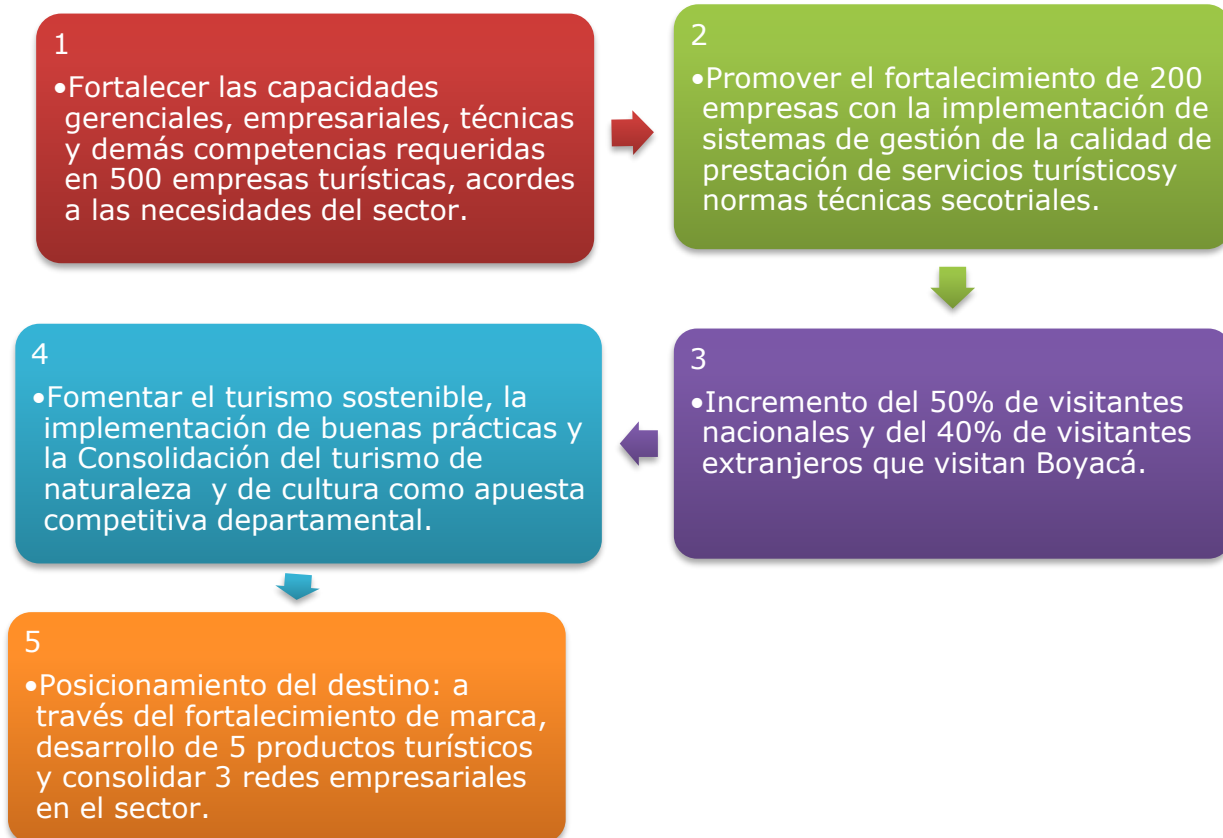 1
•Fortalecer las capacidades
gerenciales, empresariales, técnicas
y demás competencias requeridas
en 500 empresas turísticas, acordes
a las necesidades del sector.
2
•Promover el fortalecimiento de 200
empresas con la implementación de
sistemas de gestión de la calidad de
prestación de servicios turísticosy
normas técnicas secotriales.
3
•Incremento del 50% de visitantes
nacionales y del 40% de visitantes
extranjeros que visitan Boyacá.
4
•Fomentar el turismo sostenible, la
implementación de buenas prácticas y
la Consolidación del turismo de
naturaleza  y de cultura como apuesta
competitiva departamental.
5
•Posicionamiento del destino: a
través del fortalecimiento de marca,
desarrollo de 5 productos turísticos
y consolidar 3 redes empresariales
en el sector.